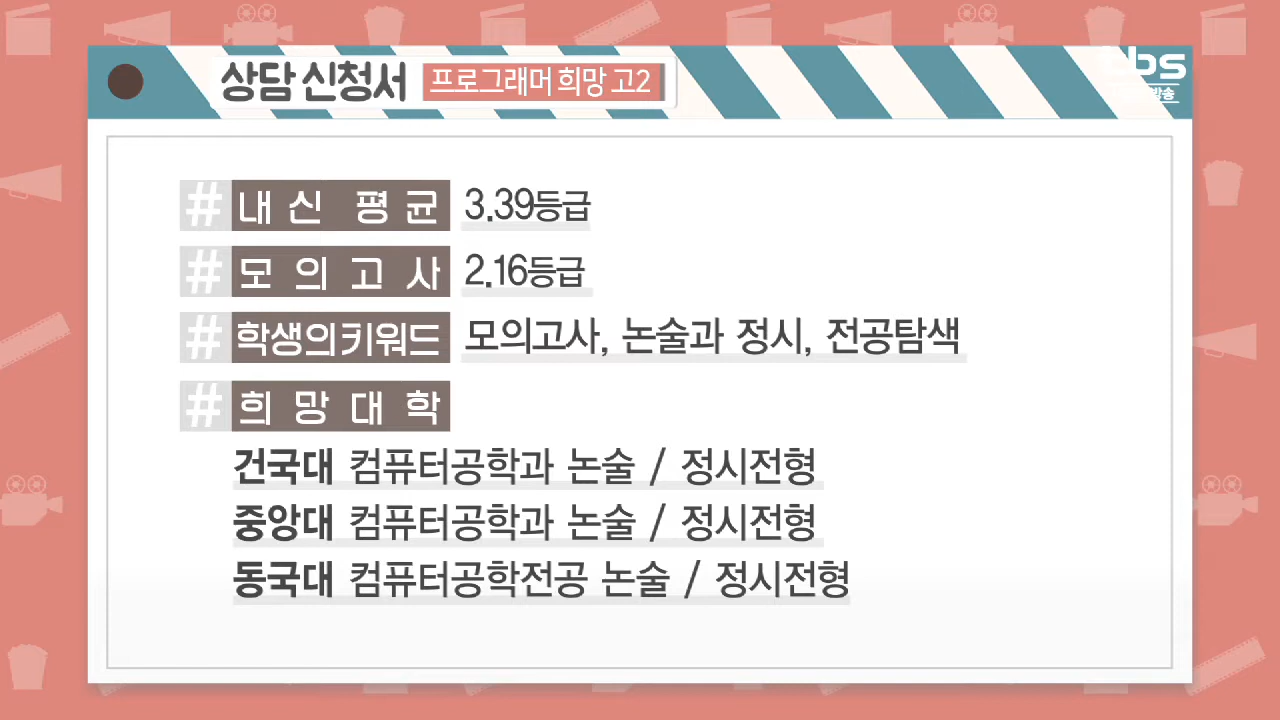 상담 신청서 프로그래머 희망 고2
tbs
방송
# 내신 평균 3.39등급
# 모의고사 2.16등급
# 학생의키워드 모의고사, 논술과 정시, 전공탐색
# 희망대학
건국대 컴퓨터공학과 논술 / 정시전형
중앙대 컴퓨터공학과 논술 / 정시전형
동국대 컴퓨터공학전공 논술 / 정시전형